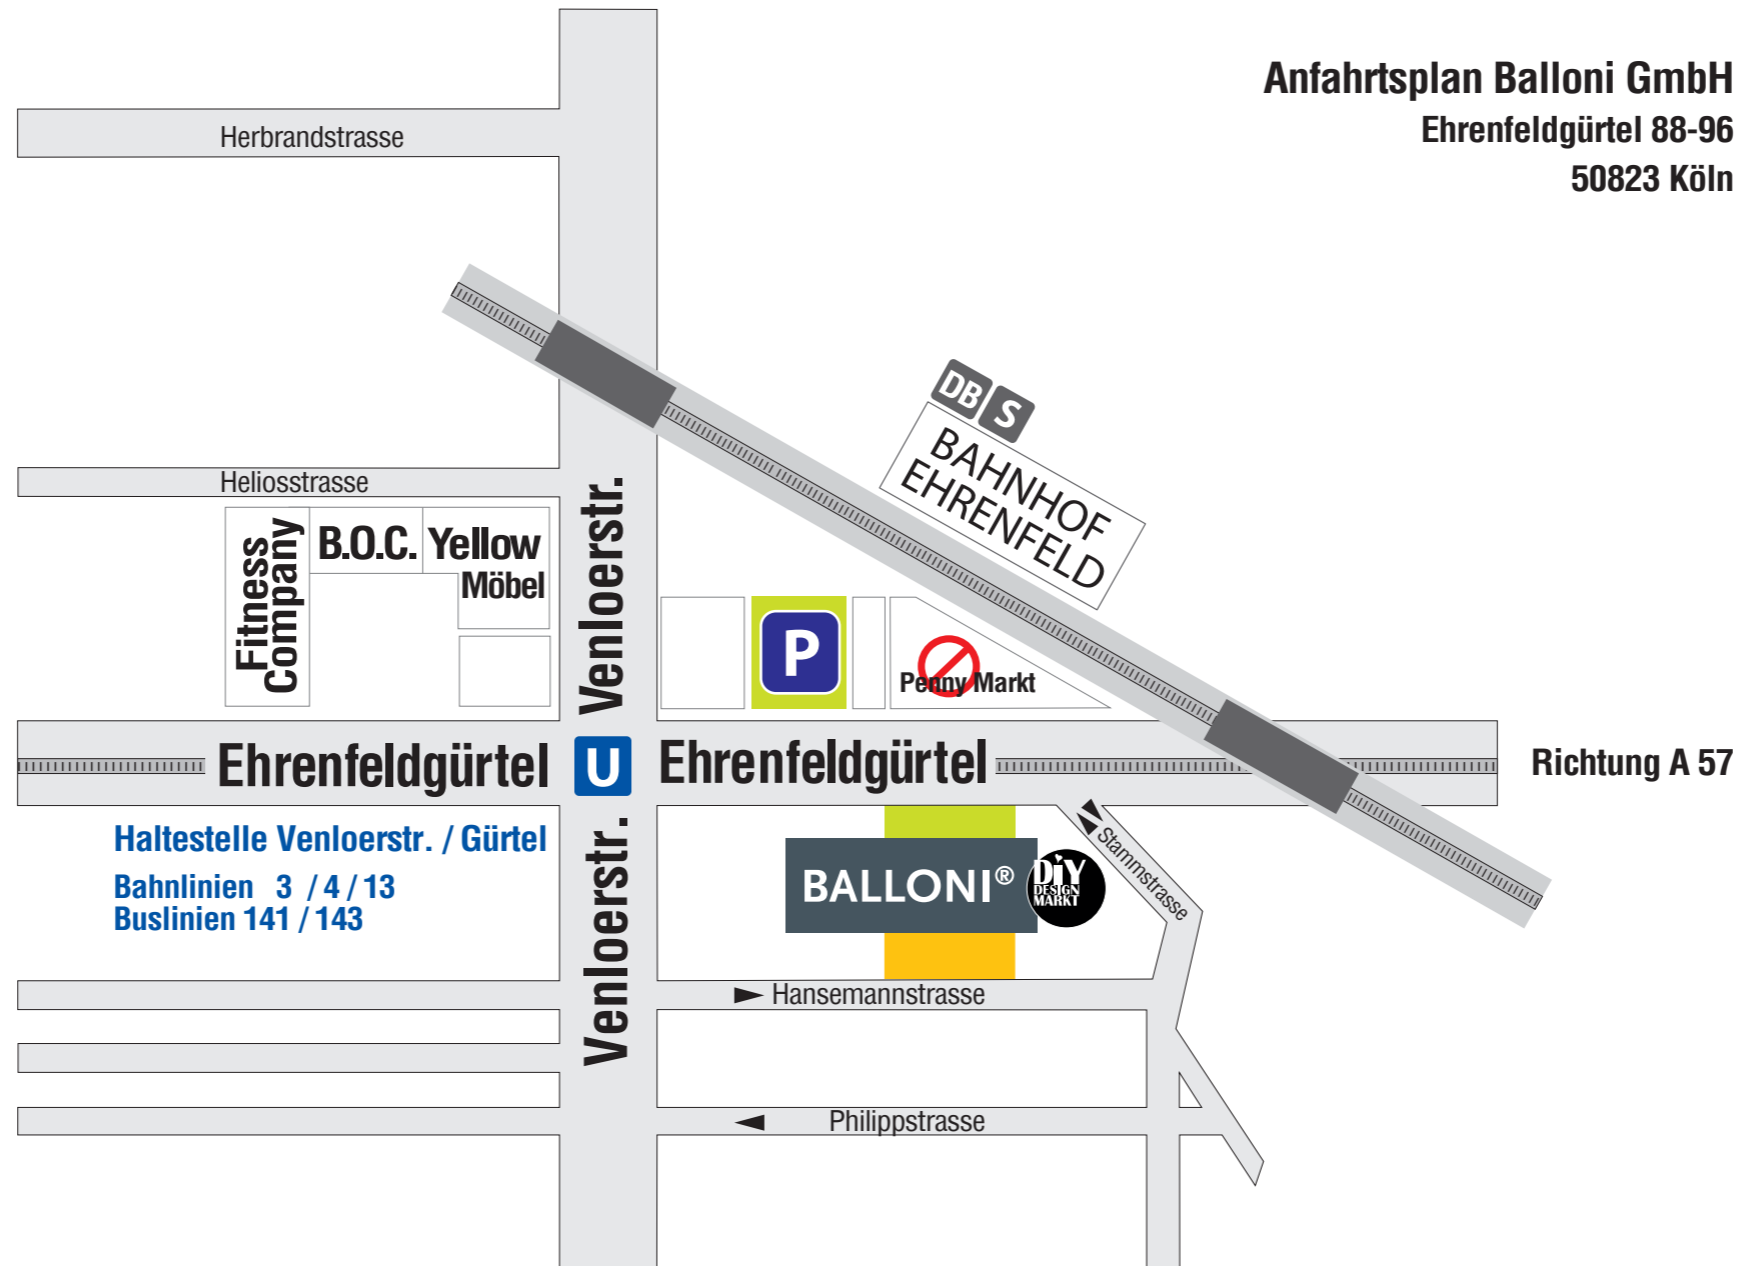 Anfahrtsplan Balloni GmbH
Ehrenfeldgürtel 88-96
50823 Köln
Herbrandstrasse
DB S
BAHNHOF
EHRENFELD
Heliosstrasse
Venloerstr.
Fitness
Company
B.O.C.
Yellow
Möbel
P
Penny Markt
Ehrenfeldgürtel
U
Ehrenfeldgürtel
Richtung A 57
Haltestelle Venloerstr. / Gürtel
Bahnlinien 3 / 4 / 13
Buslinien 141 / 143
Venloerstr.
BALLONI®
DiY
DESIGN
MARKT
Stammstrasse
Hansemannstrasse
Philippstrasse